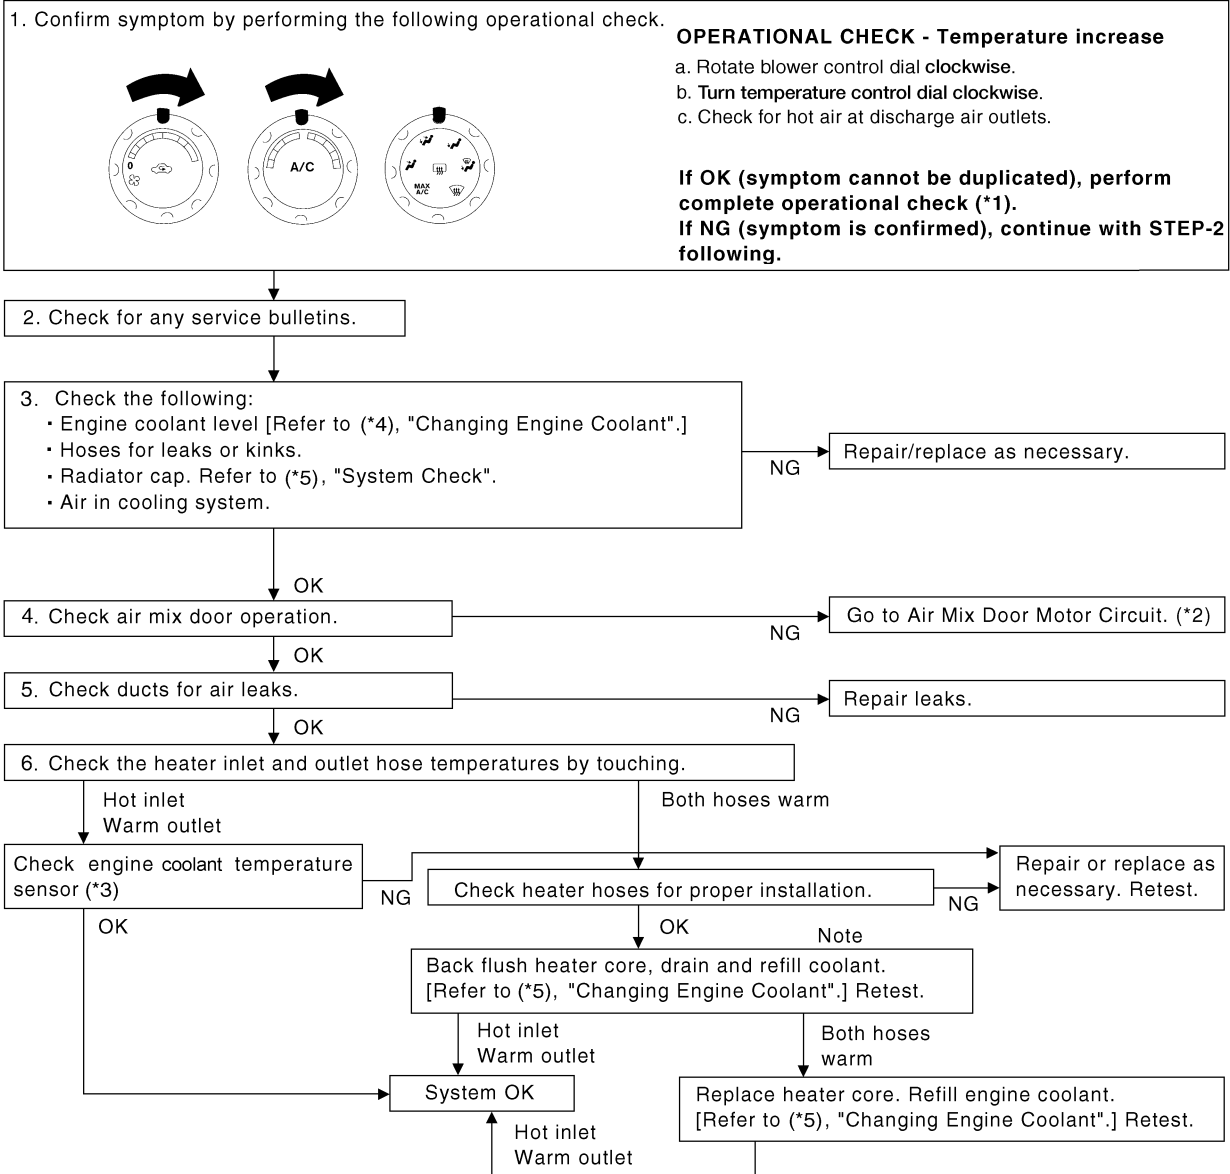 1. Confirm symptom by performing the following operational check.
OPERATIONAL CHECK - Temperature increase
a. Rotate blower control dial clockwise.
b. Turn temperature control dial clockwise.
c. Check for hot air at discharge air outlets.
0
A/C
MAX
A/C
If OK (symptom cannot be duplicated), perform
complete operational check (*1).
If NG (symptom is confirmed), continue with STEP-2
following.
2. Check for any service bulletins.
3. Check the following:
· Engine coolant level [Refer to (*4), "Changing Engine Coolant".]
· Hoses for leaks or kinks.
· Radiator cap. Refer to (*5), "System Check".
· Air in cooling system.
NG
Repair/replace as necessary.
OK
4. Check air mix door operation.
NG
Go to Air Mix Door Motor Circuit. (*2)
OK
5. Check ducts for air leaks.
NG
Repair leaks.
OK
6. Check the heater inlet and outlet hose temperatures by touching.
Hot inlet
Warm outlet
Both hoses warm
Check engine coolant temperature
sensor (*3)
NG
Check heater hoses for proper installation.
NG
Repair or replace as
necessary. Retest.
OK
OK
Note
Back flush heater core, drain and refill coolant.
[Refer to (*5), "Changing Engine Coolant".] Retest.
Hot inlet
Warm outlet
Both hoses
warm
System OK
Replace heater core. Refill engine coolant.
[Refer to (*5), "Changing Engine Coolant".] Retest.
Hot inlet
Warm outlet